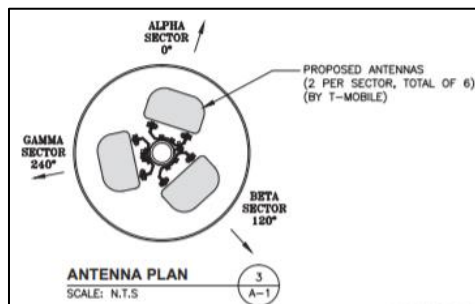 ALPHA
SECTOR
0°
PROPOSED ANTENNAS
(2 PER SECTOR, TOTAL OF 6)
(BY T-MOBILE)
GAMMA
SECTOR
240°
BETA
SECTOR
120°
ANTENNA PLAN
SCALE: N.T.S
3
A-1